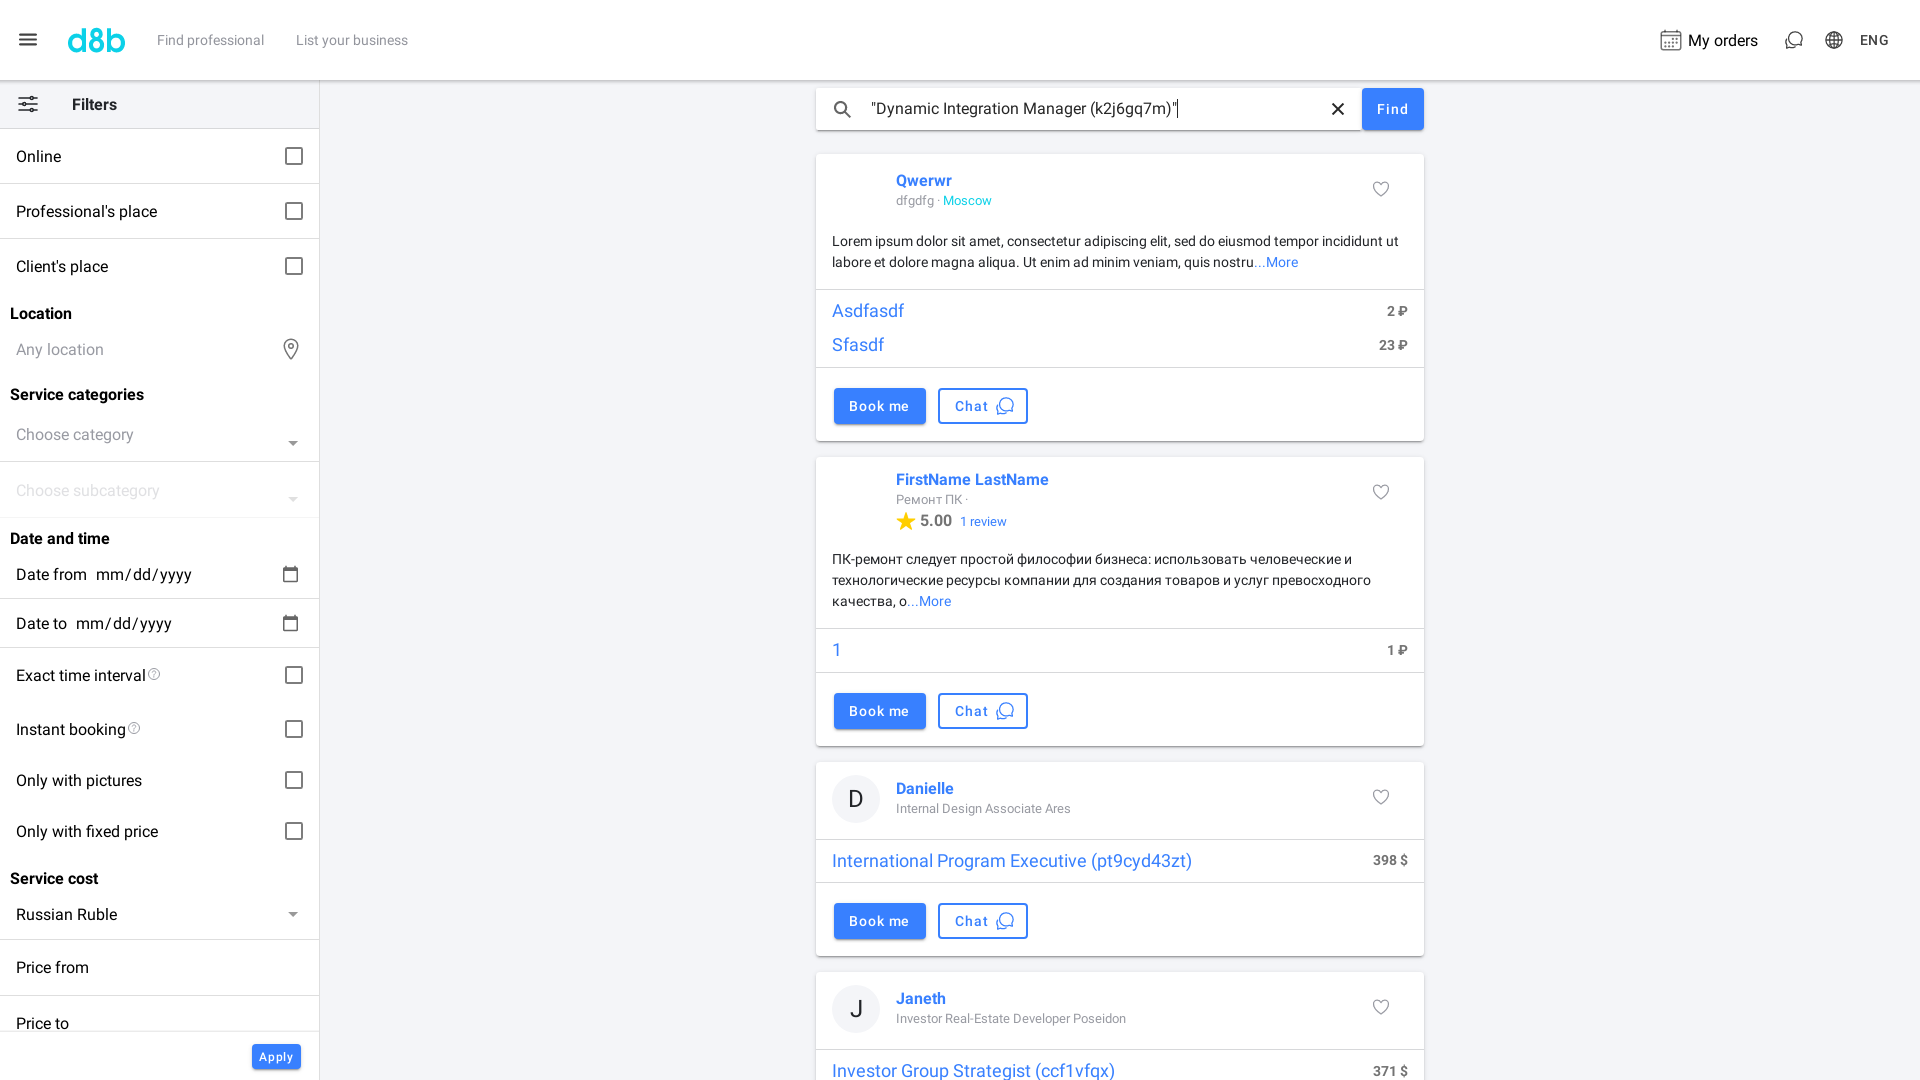 d8b
Find professional
List your business
My orders
ENG
Filters
Online
Professional's place
Client's place
Location
Any location
Service categories
Choose category
Choose subcategory
Date and time
Date from mm/dd/yyyy
Date to mm/dd/yyyy
Exact time interval
Instant booking
Only with pictures
Only with fixed price
Service cost
Russian Ruble
Price from
Price to
Apply
"Dynamic Integration Manager (k2j6gq7m)"
Find
Qwerwr
dfgdfg · Moscow
Lorem ipsum dolor sit amet, consectetur adipiscing elit, sed do eiusmod tempor incididunt ut
labore et dolore magna aliqua. Ut enim ad minim veniam, quis nostru...More
Asdfasdf 2 ₽
Sfasdf 23 ₽
Book me Chat
FirstName LastName
Ремонт ПК ·
5.00 1 review
ПК-ремонт следует простой философии бизнеса: использовать человеческие и
технологические ресурсы компании для создания товаров и услуг превосходного
качества, о...More
1 1 ₽
Book me Chat
D
Danielle
Internal Design Associate Ares
International Program Executive (pt9cyd43zt) 398 $
Book me Chat
J
Janeth
Investor Real-Estate Developer Poseidon
Investor Group Strategist (ccf1vfqx) 371 $